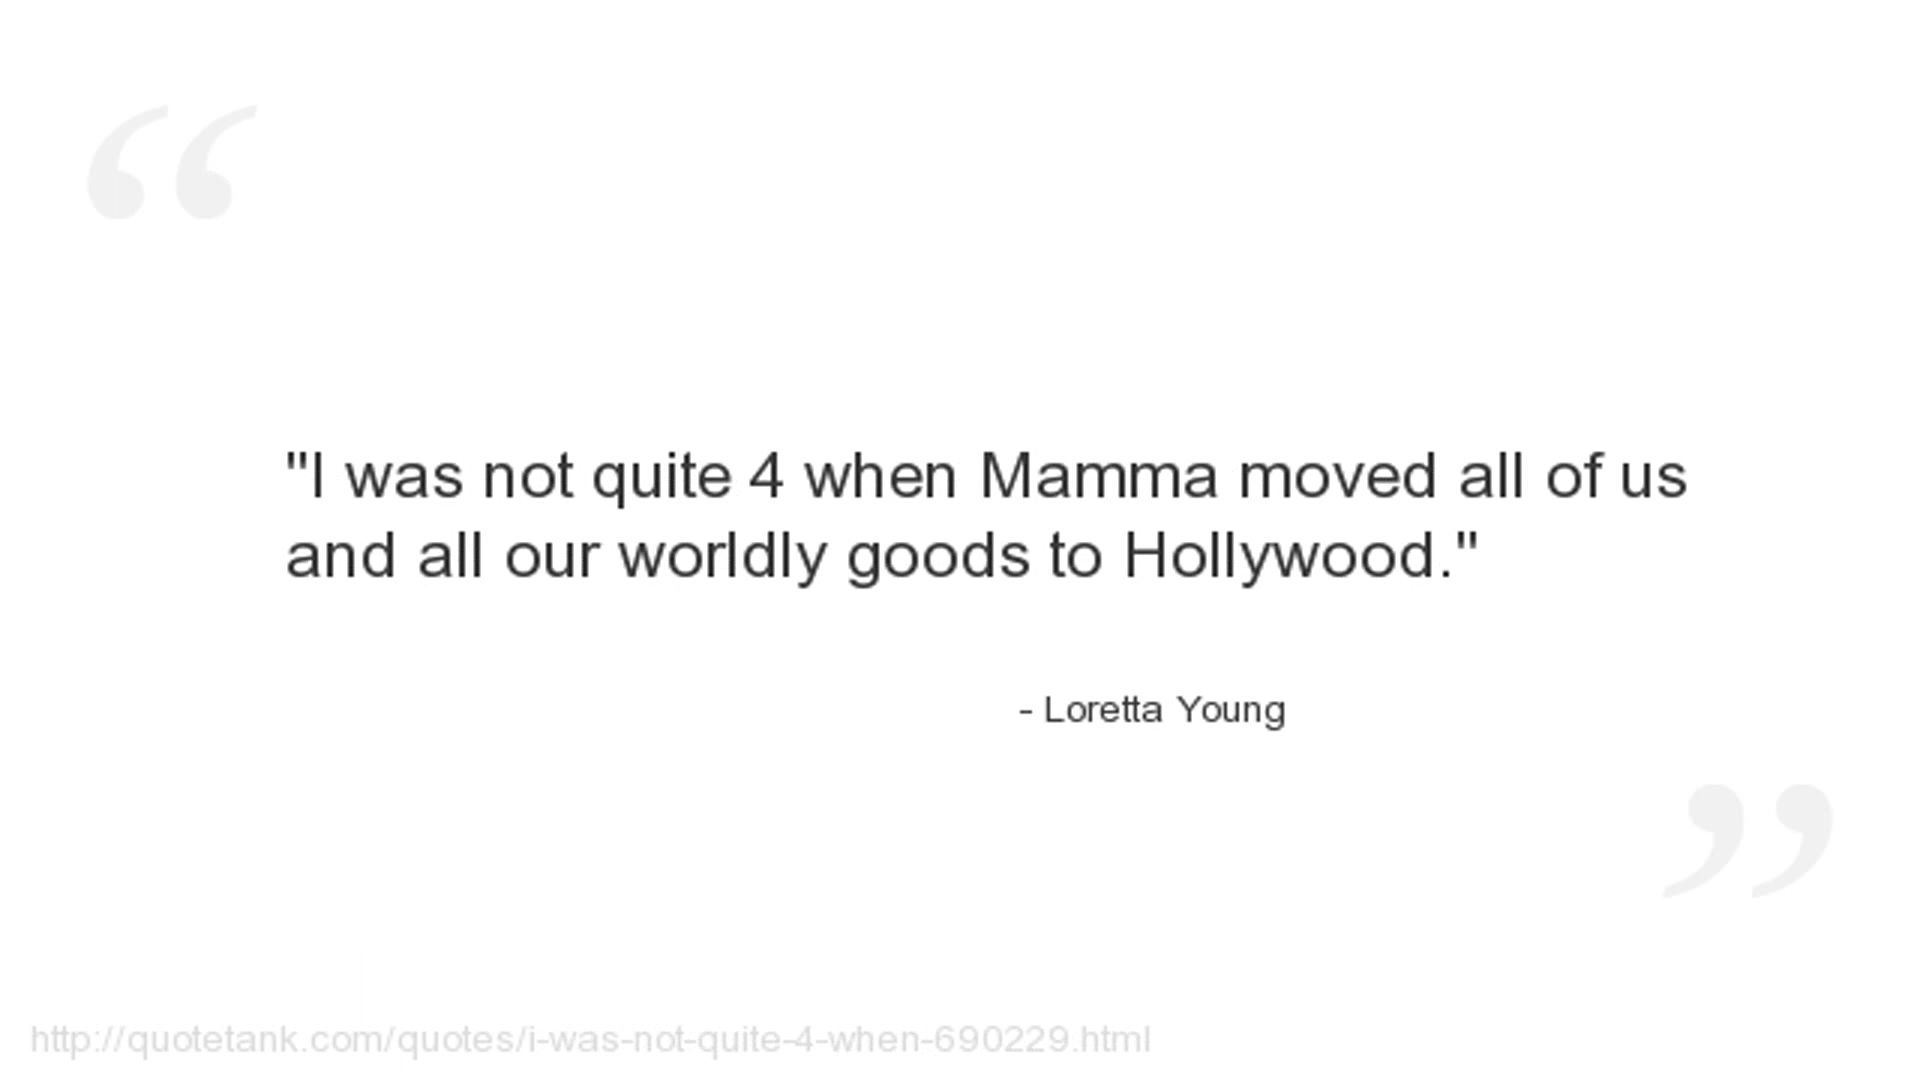 "I was not quite 4 when Mamma moved all of us
and all our worldly goods to Hollywood."
- Loretta Young
http://quotetank.com/quotes/i-was-not-quite-4-when-690229.html